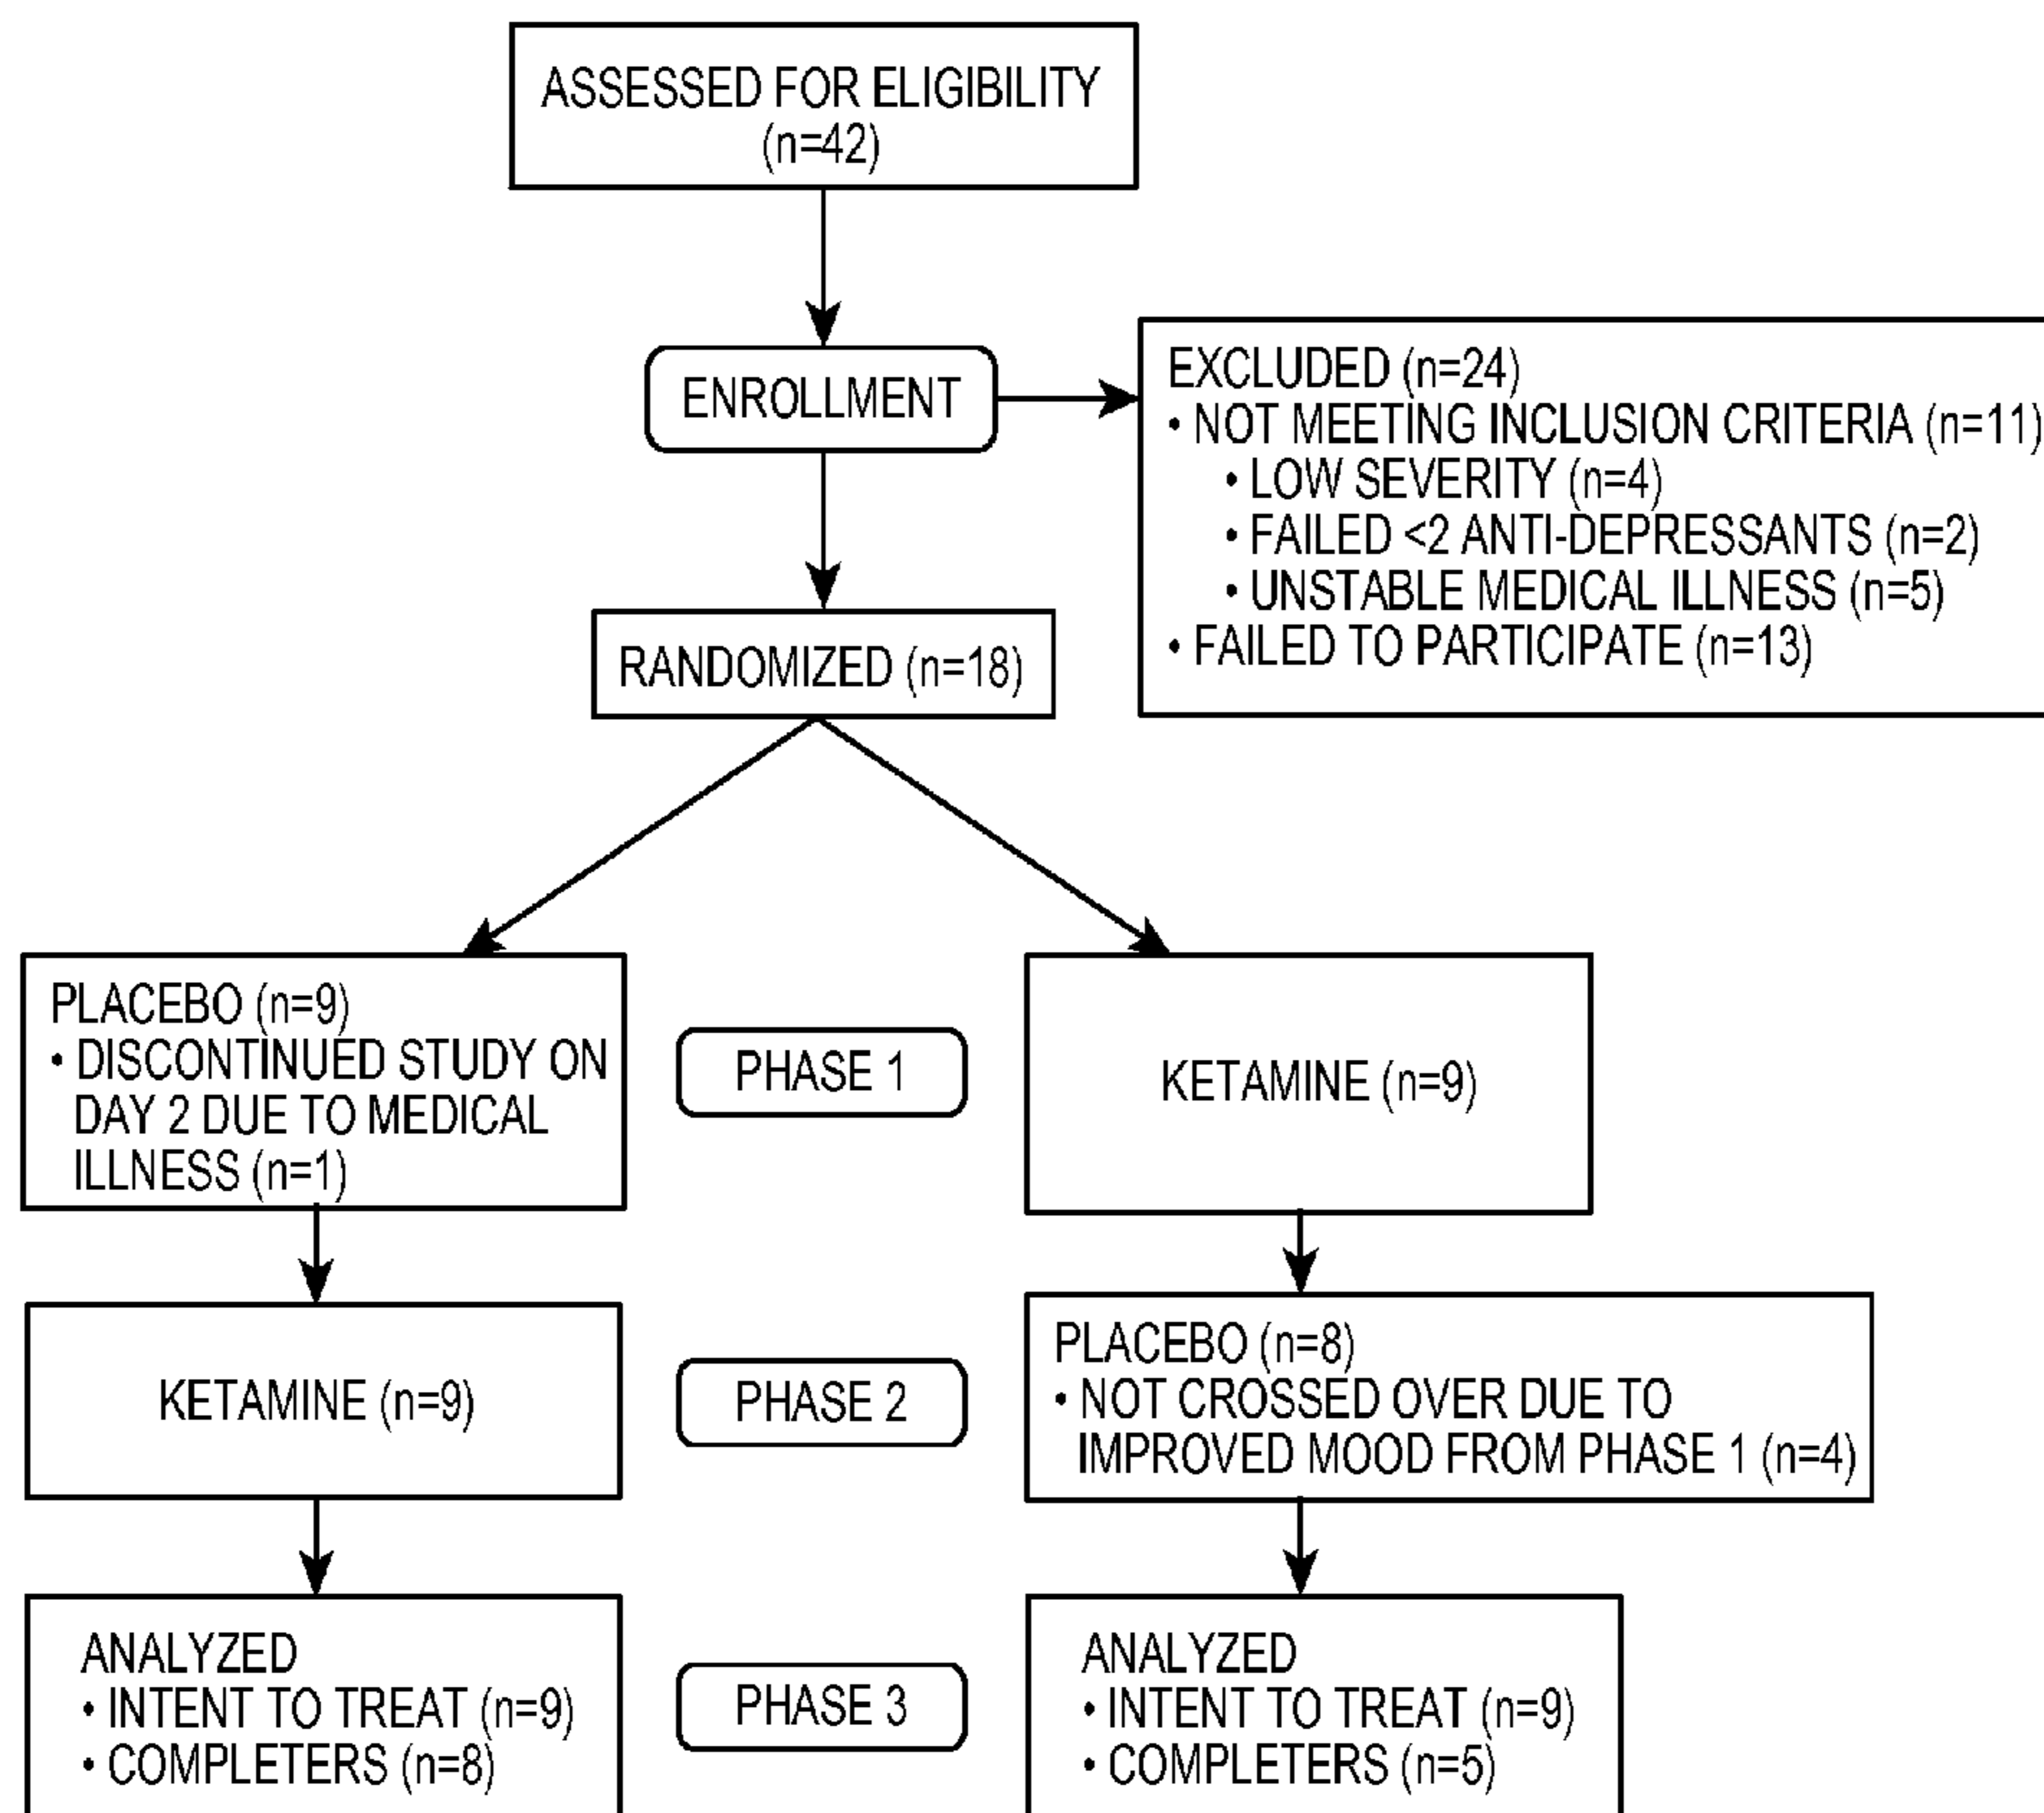 ASSESSED FOR ELIGIBILITY
(n=42)
ENROLLMENT
EXCLUDED (n=24)
• NOT MEETING INCLUSION CRITERIA (n=11)
• LOW SEVERITY (n=4)
• FAILED <2 ANTI-DEPRESSANTS (n=2)
• UNSTABLE MEDICAL ILLNESS (n=5)
• FAILED TO PARTICIPATE (n=13)
RANDOMIZED (n=18)
PLACEBO (n=9)
• DISCONTINUED STUDY ON
DAY 2 DUE TO MEDICAL
ILLNESS (n=1)
PHASE 1
KETAMINE (n=9)
KETAMINE (n=9)
PHASE 2
PLACEBO (n=8)
• NOT CROSSED OVER DUE TO
IMPROVED MOOD FROM PHASE 1 (n=4)
ANALYZED
• INTENT TO TREAT (n=9)
• COMPLETERS (n=8)
PHASE 3
ANALYZED
• INTENT TO TREAT (n=9)
• COMPLETERS (n=5)